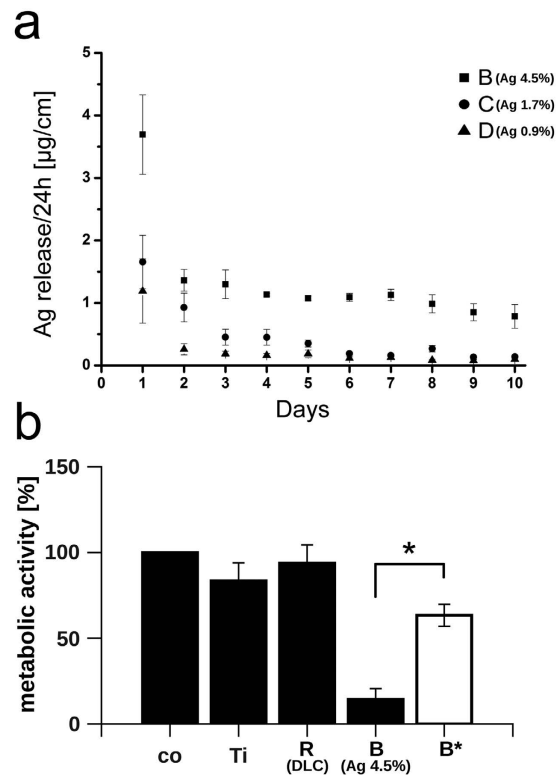 a
5
4
3
2
1
0
Ag release/24h [µg/cm]
B (Ag 4.5%)
C (Ag 1.7%)
D (Ag 0.9%)
0 1 2 3 4 5 6 7 8 9 10
Days
b
150
100
50
0
metabolic activity [%]
*
co Ti R B B*
(DLC) (Ag 4.5%)